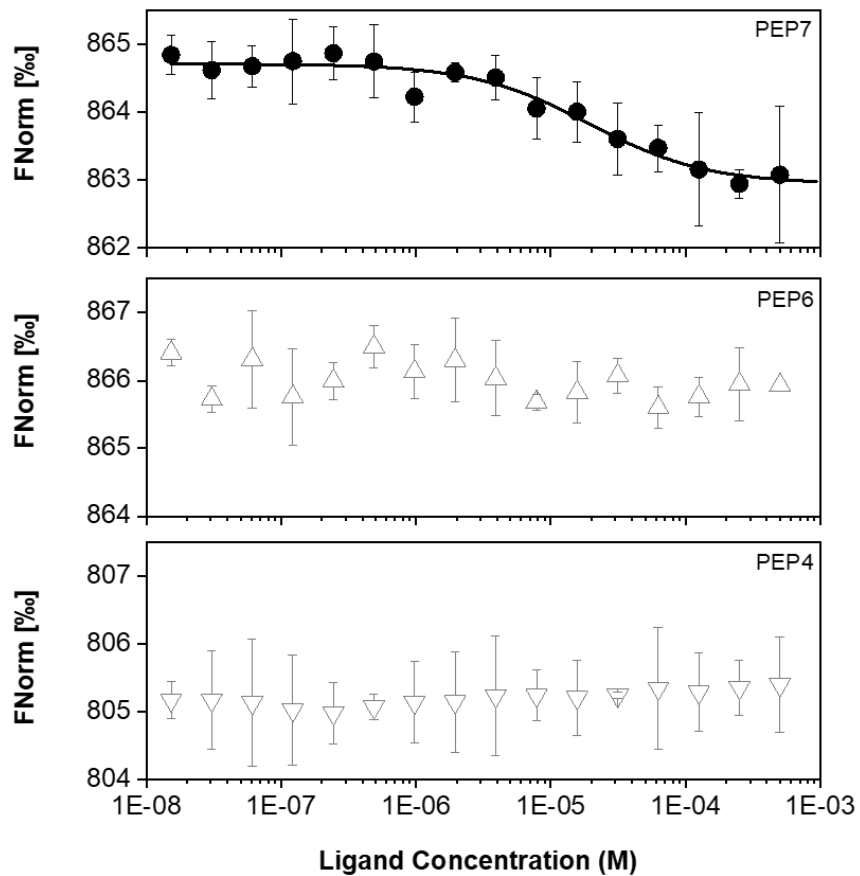 FNorm [‰]
865
864
863
862
PEP7
FNorm [‰]
867
866
865
864
PEP6
FNorm [‰]
807
806
805
804
PEP4
1E-08 1E-07 1E-06 1E-05 1E-04 1E-03
Ligand Concentration (M)